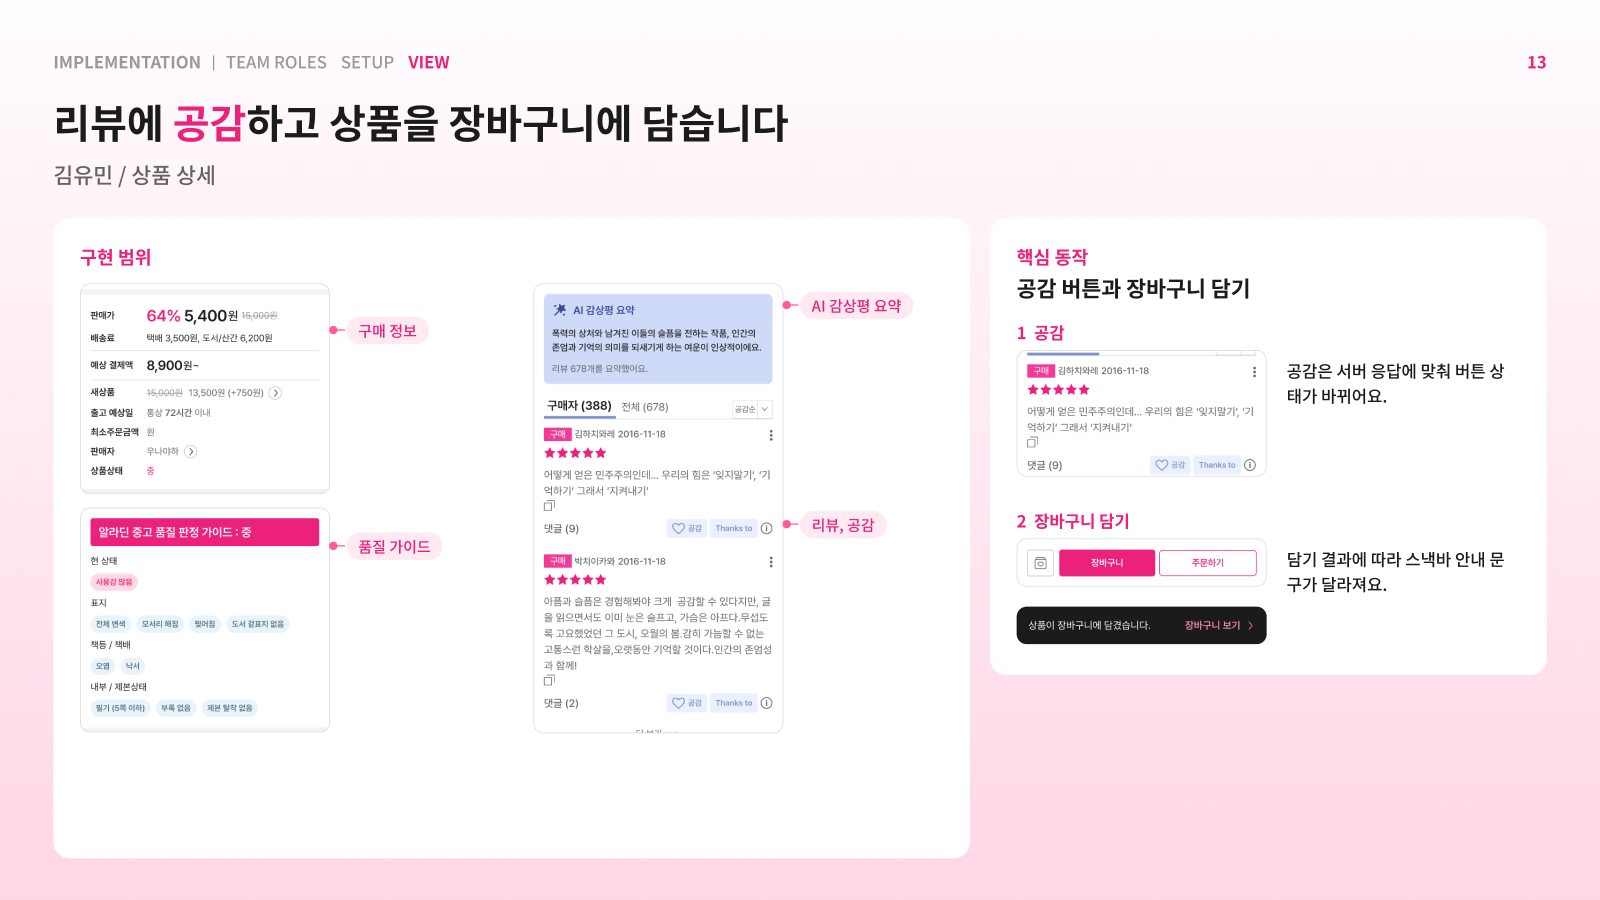 IMPLEMENTATION | TEAM ROLES SETUP VIEW
13
리뷰에 공감하고 상품을 장바구니에 담습니다
김유민 / 상품 상세
구현 범위
판매가 64% 5,400원 15,000원
배송료 택배 3,500원, 도서/산간 6,200원
예상 결제액 8,900원~
새상품 15,000원 13,500원 (+750원)
출고 예상일 통상 72시간 이내
최소주문금액 원
판매자 우나야하
상품상태 중
구매 정보
알라딘 중고 품질 판정 가이드 : 중
헌 상태
사용감 많음
표지
전체 변색 모서리 해짐 찢어짐 도서 겉표지 없음
책등 / 책배
오염 낙서
내부 / 제본상태
필기 (5쪽 이하) 부록 없음 제본 탈착 없음
품질 가이드
AI 감상평 요약
폭력의 상처와 남겨진 이들의 슬픔을 전하는 작품, 인간의
존엄과 기억의 의미를 되새기게 하는 여운이 인상적이에요.
리뷰 678개를 요약했어요.
AI 감상평 요약
구매자 (388) 전체 (678) 공감순
구매 김하치와레 2016-11-18
어떻게 얻은 민주주의인데... 우리의 힘은 '잊지말기', '기
억하기' 그래서 '지켜내기'
댓글 (9) 공감 Thanks to
리뷰, 공감
구매 박치이카와 2016-11-18
아픔과 슬픔은 경험해봐야 크게 공감할 수 있다지만, 글
을 읽으면서도 이미 눈은 슬프고, 가슴은 아프다.무섭도
록 고요했었던 그 도시, 오월의 봄.감히 가늠할 수 없는
고통스런 학살을,오랫동안 기억할 것이다.인간의 존엄성
과 함께!
댓글 (2) 공감 Thanks to
핵심 동작
공감 버튼과 장바구니 담기
1 공감
구매 김하치와레 2016-11-18
어떻게 얻은 민주주의인데... 우리의 힘은 '잊지말기', '기
억하기' 그래서 '지켜내기'
댓글 (9) 공감 Thanks to
공감은 서버 응답에 맞춰 버튼 상
태가 바뀌어요.
2 장바구니 담기
장바구니 주문하기
상품이 장바구니에 담겼습니다. 장바구니 보기
담기 결과에 따라 스낵바 안내 문
구가 달라져요.